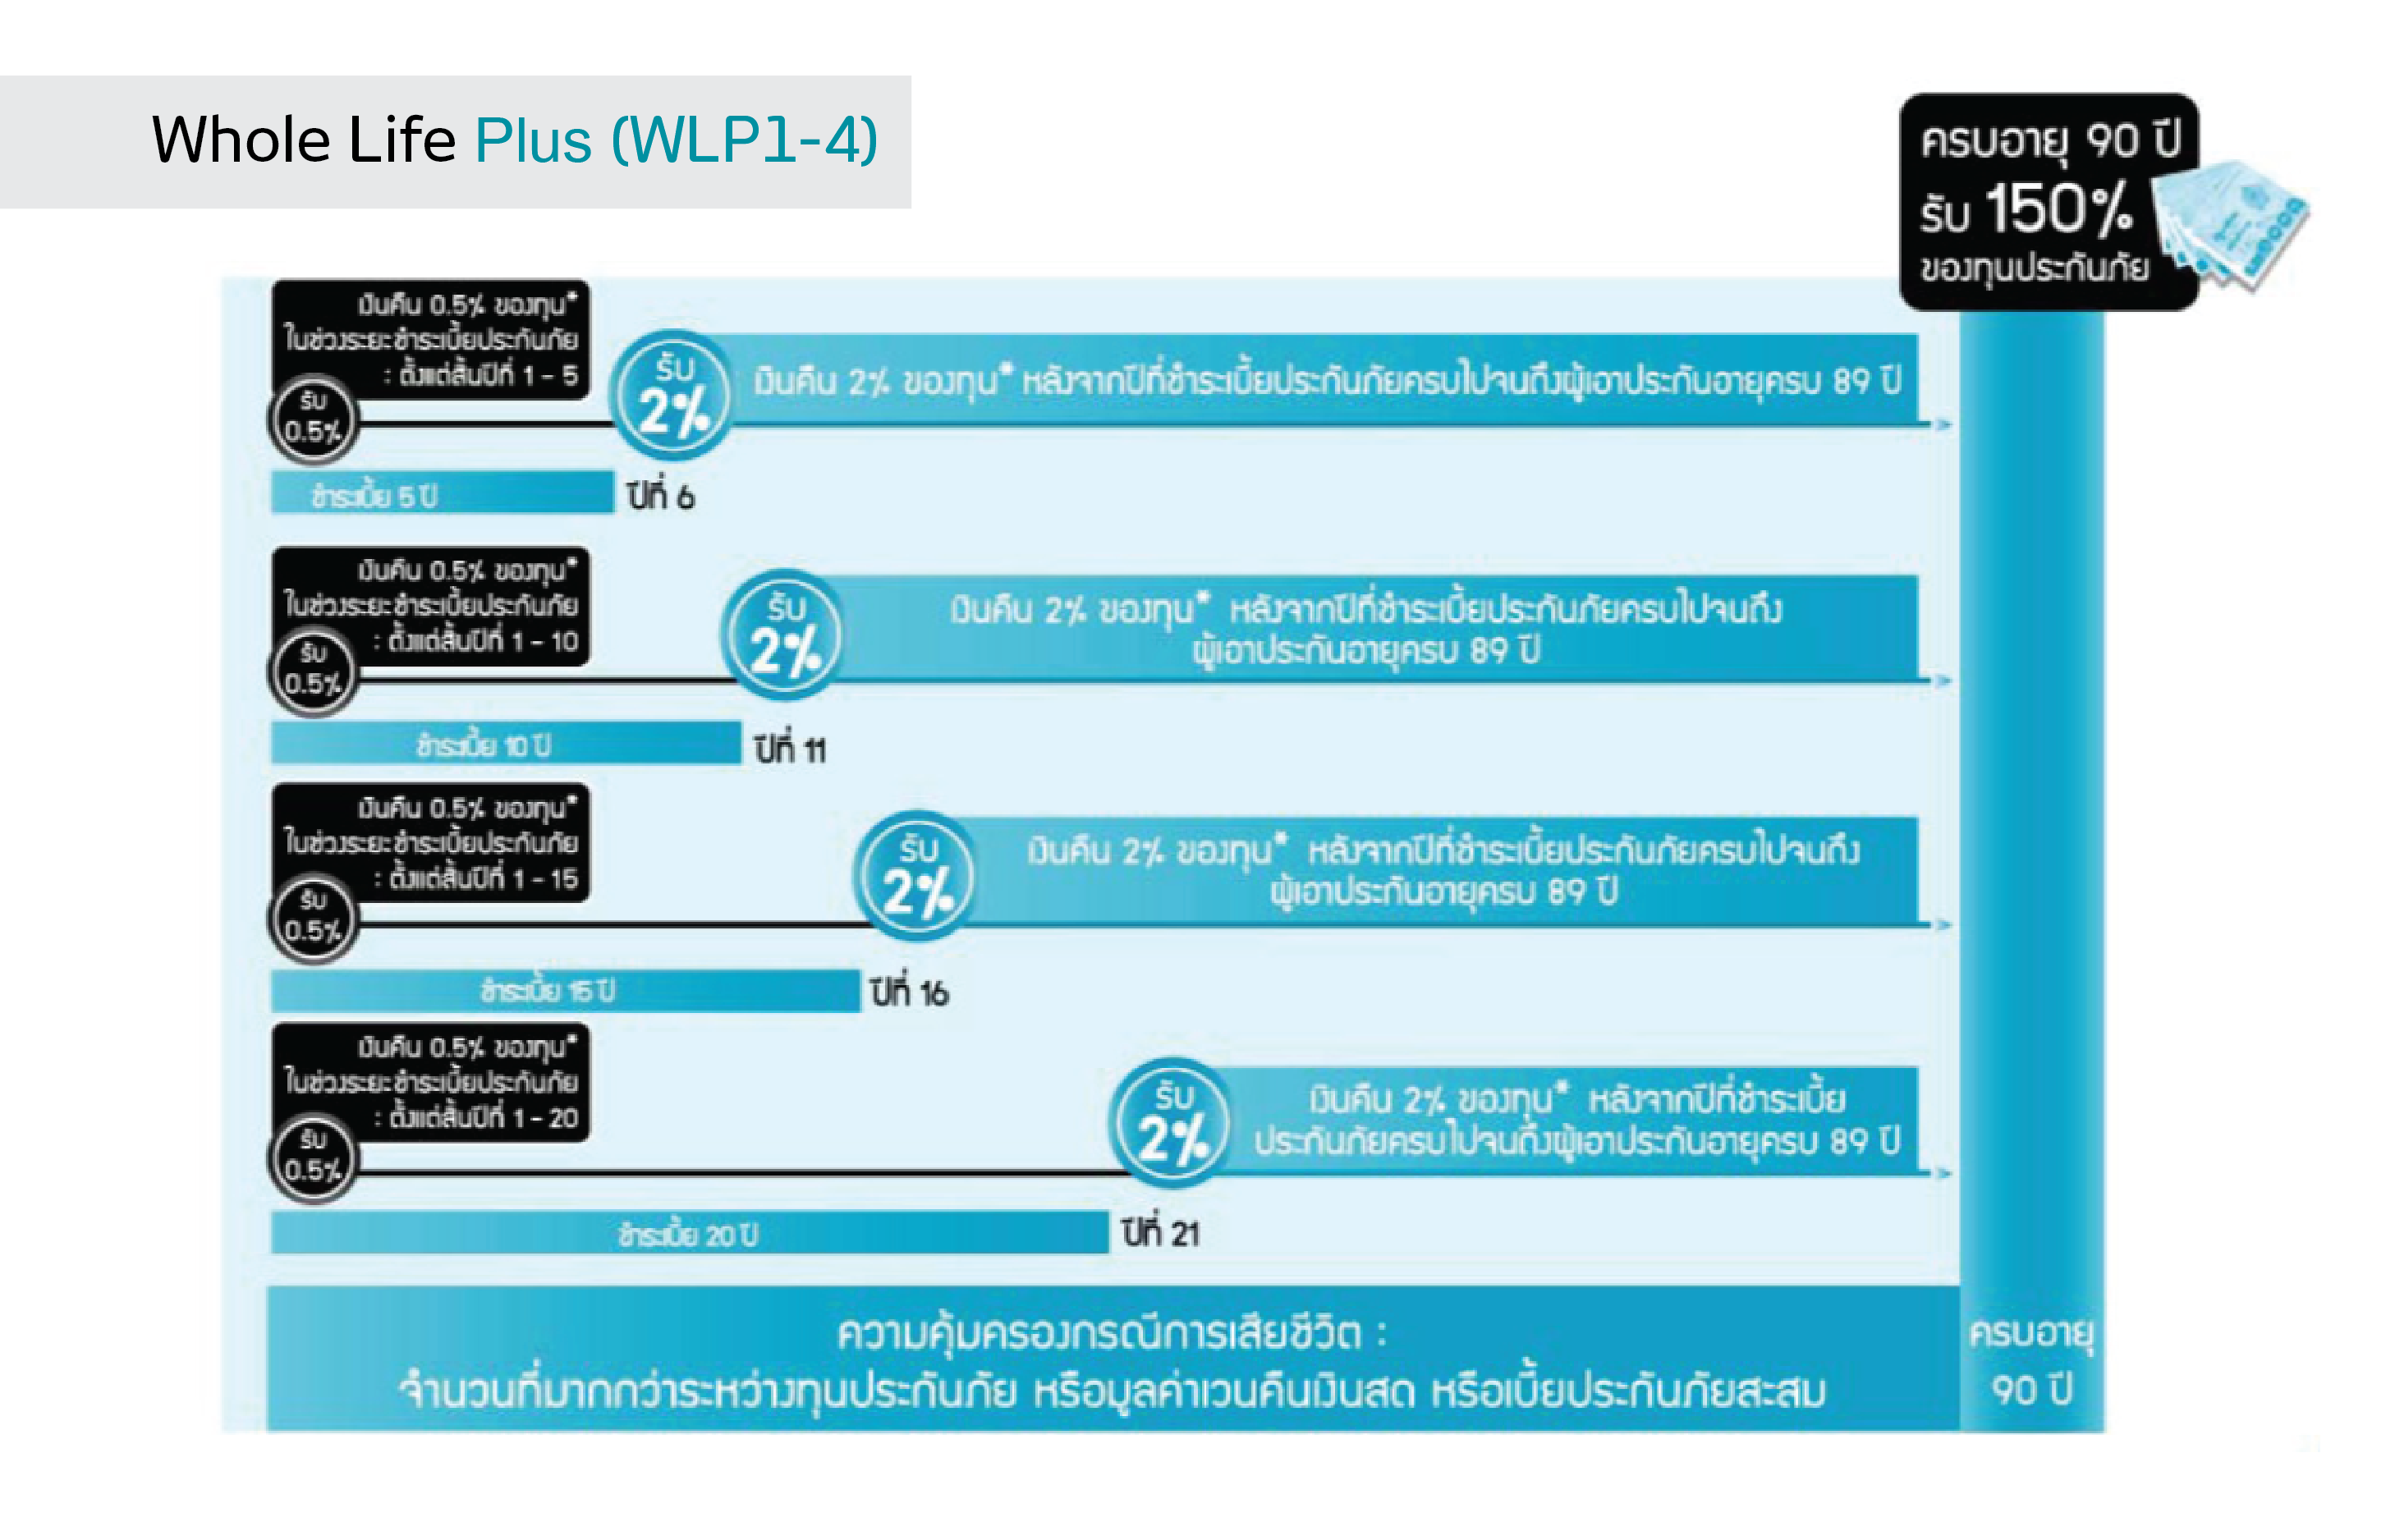 Whole Life Plus (WLP1-4)
ครบอายุ 90 ปี
รับ 150%
ของทุนประกันภัย
เงินคืน 0.5% ของทุน*
ในช่วงระยะชำระเบี้ยประกันภัย
: ตั้งแต่สิ้นปีที่ 1 - 5
รับ
0.5%
รับ
2%
เงินคืน 2% ของทุน* หลังจากปีที่ชำระเบี้ยประกันภัยครบไปจนถึงผู้เอาประกันอายุครบ 89 ปี
ชำระเบี้ย 5 ปี
ปีที่ 6
เงินคืน 0.5% ของทุน*
ในช่วงระยะชำระเบี้ยประกันภัย
: ตั้งแต่สิ้นปีที่ 1 - 10
รับ
0.5%
รับ
2%
เงินคืน 2% ของทุน* หลังจากปีที่ชำระเบี้ยประกันภัยครบไปจนถึง
ผู้เอาประกันอายุครบ 89 ปี
ชำระเบี้ย 10 ปี
ปีที่ 11
เงินคืน 0.5% ของทุน*
ในช่วงระยะชำระเบี้ยประกันภัย
: ตั้งแต่สิ้นปีที่ 1 - 15
รับ
0.5%
รับ
2%
เงินคืน 2% ของทุน* หลังจากปีที่ชำระเบี้ยประกันภัยครบไปจนถึง
ผู้เอาประกันอายุครบ 89 ปี
ชำระเบี้ย 15 ปี
ปีที่ 16
เงินคืน 0.5% ของทุน*
ในช่วงระยะชำระเบี้ยประกันภัย
: ตั้งแต่สิ้นปีที่ 1 - 20
รับ
0.5%
รับ
2%
เงินคืน 2% ของทุน* หลังจากปีที่ชำระเบี้ย
ประกันภัยครบไปจนถึงผู้เอาประกันอายุครบ 89 ปี
ชำระเบี้ย 20 ปี
ปีที่ 21
ความคุ้มครองกรณีการเสียชีวิต :
จำนวนที่มากกว่าระหว่างทุนประกันภัย หรือมูลค่าเวนคืนเงินสด หรือเบี้ยประกันภัยสะสม
ครบอายุ
90 ปี